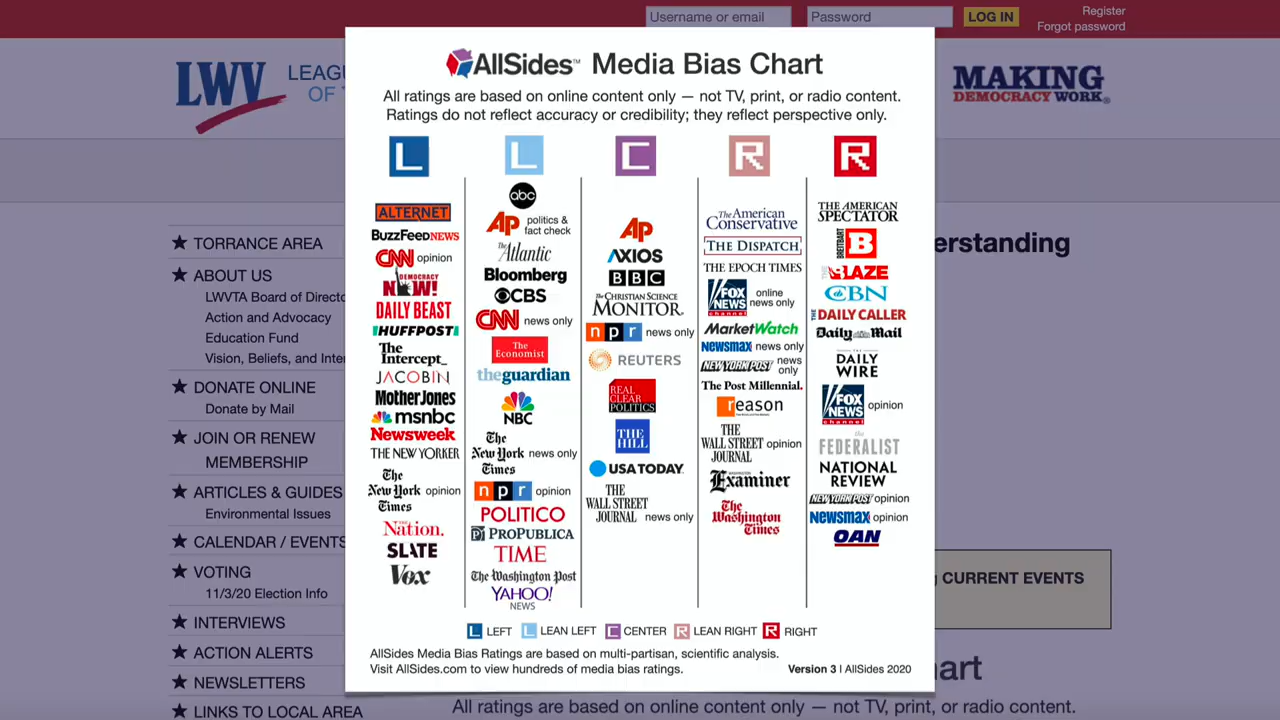 Username or email
Password
LOG IN
Register
Forgot password
LWV
LEAGU
OF
MAKING
DEMOCRACY WORK®
AllSides™ Media Bias Chart
All ratings are based on online content only — not TV, print, or radio content.
Ratings do not reflect accuracy or credibility; they reflect perspective only.
L
L
C
R
R
ALTERNET
BuzzFeed NEWS
CNN opinion
DEMOCRACY
NOW!
DAILY BEAST
HUFFPOST
The
Intercept_
JACOBIN
Mother Jones
msnbc
Newsweek
THE NEW YORKER
The
New York opinion
Times
The Nation.
SLATE
Vox
abc
AP politics &
fact check
The Atlantic
Bloomberg
CBS
CNN news only
The
Economist
theguardian
NBC
The
New York news only
Times
npr opinion
POLITICO
PROPUBLICA
TIME
The Washington Post
YAHOO!
NEWS
AP
AXIOS
BBC
The CHRISTIAN SCIENCE
MONITOR
npr news only
REUTERS
REAL
CLEAR
POLITICS
THE
HILL
USA TODAY
THE
WALL STREET
JOURNAL news only
The American
Conservative
THE DISPATCH
THE EPOCH TIMES
FOX
NEWS
channel
online
news only
MarketWatch
Newsmax news only
NEW YORK POST news
only
The Post Millennial.
reason
THE
WALL STREET
JOURNAL opinion
WASHINGTON
Examiner
The
Washington
Times
THE AMERICAN
SPECTATOR
BREITBART B
THE BLAZE
CBN
THE DAILY CALLER
Daily Mail
THE
DAILY
WIRE
FOX
NEWS
channel
opinion
the
FEDERALIST
NATIONAL
REVIEW
NEW YORK POST opinion
Newsmax opinion
OAN
L LEFT L LEAN LEFT C CENTER R LEAN RIGHT R RIGHT
AllSides Media Bias Ratings are based on multi-partisan, scientific analysis.
Visit AllSides.com to view hundreds of media bias ratings.
Version 3 | AllSides 2020
TORRANCE AREA
ABOUT US
LWVTA Board of Directo
Action and Advocacy
Education Fund
Vision, Beliefs, and Inter
DONATE ONLINE
Donate by Mail
JOIN OR RENEW
MEMBERSHIP
ARTICLES & GUIDES
Environmental Issues
CALENDAR / EVENTS
VOTING
11/3/20 Election Info
INTERVIEWS
ACTION ALERTS
NEWSLETTERS
LINKS TO LOCAL AREA
erstanding
CURRENT EVENTS
art
All ratings are based on online content only — not TV, print, or radio content.